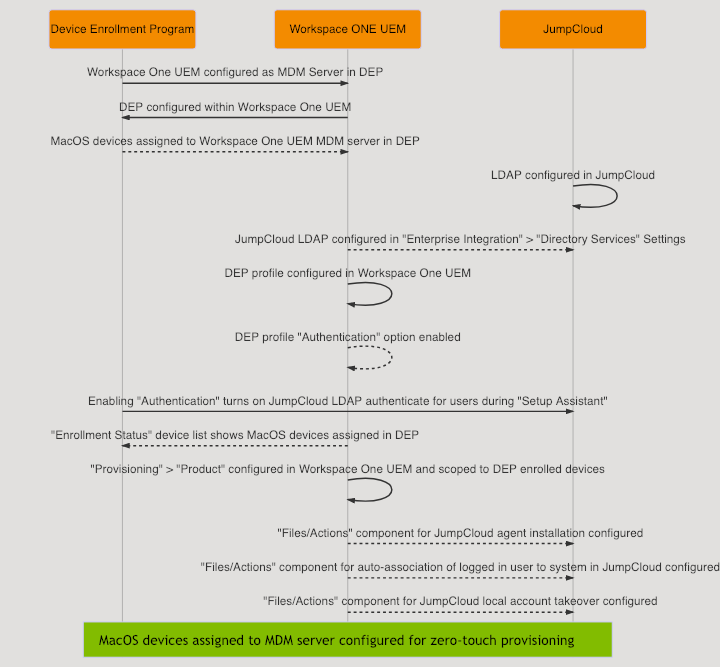 Device Enrollment Program
Workspace ONE UEM
JumpCloud
Workspace One UEM configured as MDM Server in DEP
DEP configured within Workspace One UEM
MacOS devices assigned to Workspace One UEM MDM server in DEP
LDAP configured in JumpCloud
JumpCloud LDAP configured in "Enterprise Integration" > "Directory Services" Settings
DEP profile configured in Workspace One UEM
DEP profile "Authentication" option enabled
Enabling "Authentication" turns on JumpCloud LDAP authenticate for users during "Setup Assistant"
"Enrollment Status" device list shows MacOS devices assigned in DEP
"Provisioning" > "Product" configured in Workspace One UEM and scoped to DEP enrolled devices
"Files/Actions" component for JumpCloud agent installation configured
"Files/Actions" component for auto-association of logged in user to system in JumpCloud configured
"Files/Actions" component for JumpCloud local account takeover configured
MacOS devices assigned to MDM server configured for zero-touch provisioning